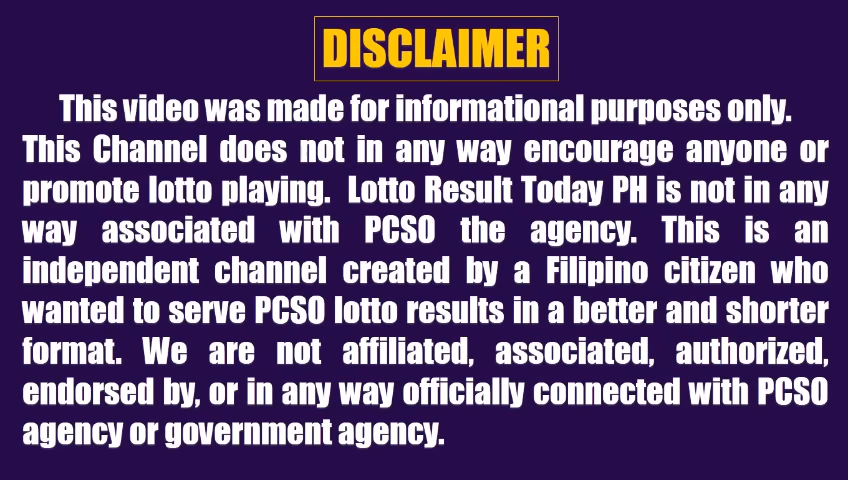 DISCLAIMER
This video was made for informational purposes only.
This Channel does not in any way encourage anyone or
promote lotto playing. Lotto Result Today PH is not in any
way associated with PCSO the agency. This is an
independent channel created by a Filipino citizen who
wanted to serve PCSO lotto results in a better and shorter
format. We are not affiliated, associated, authorized,
endorsed by, or in any way officially connected with PCSO
agency or government agency.